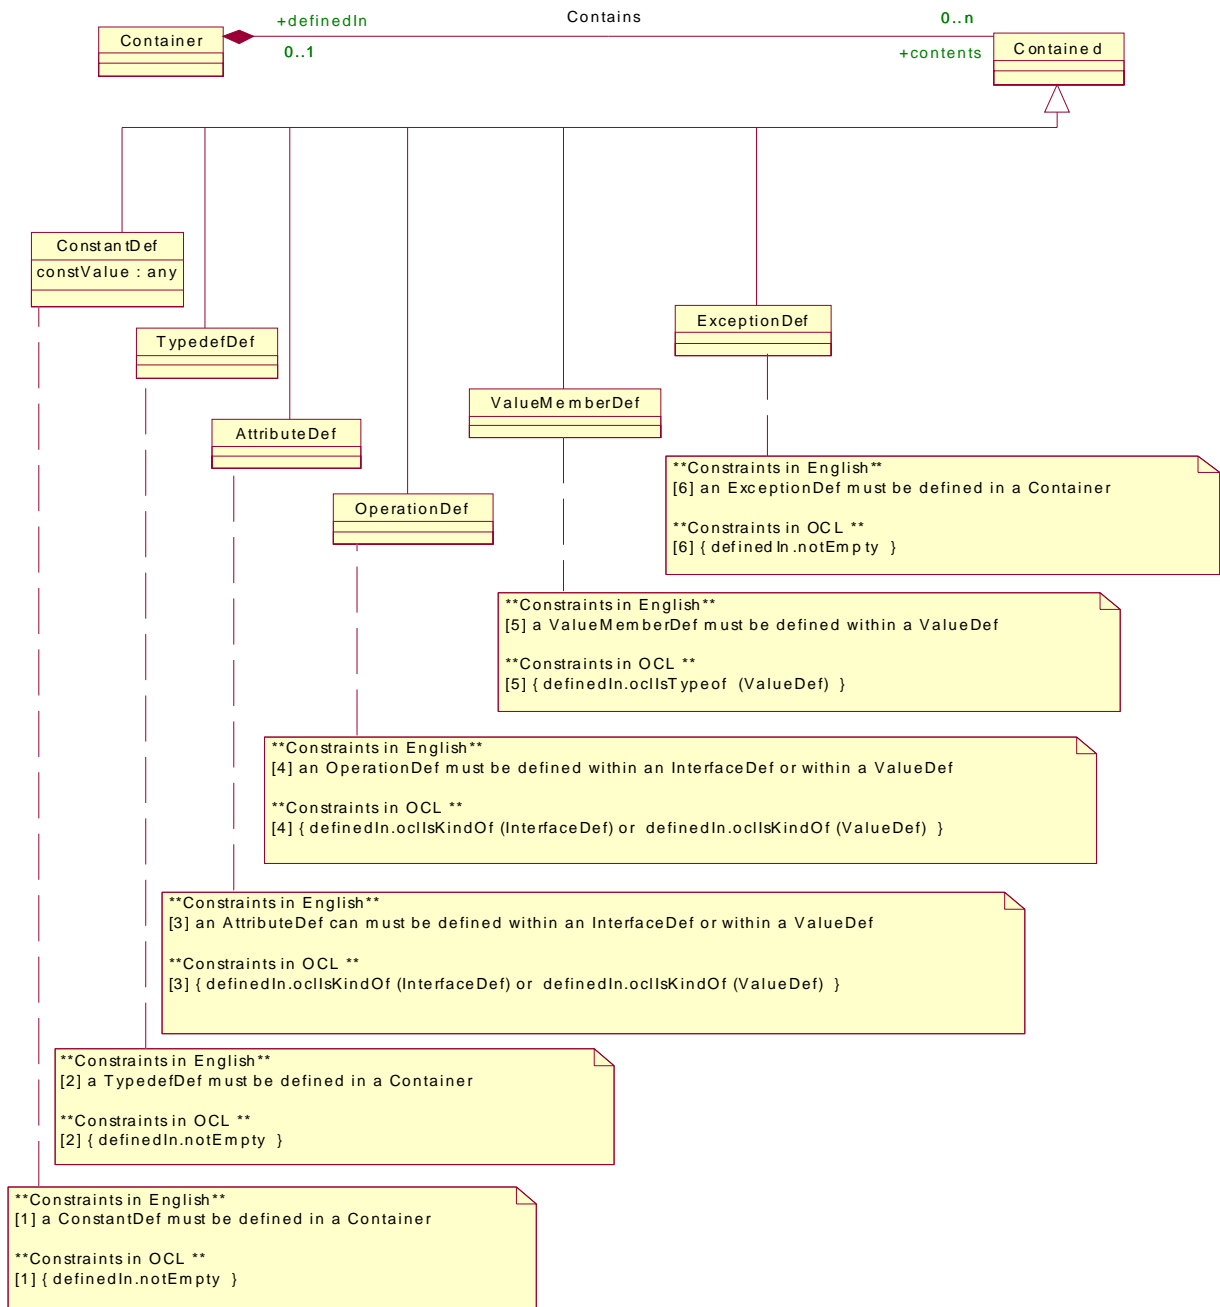 +definedIn
Contains
0..n
Container
0..1
+contents
Contained
ConstantDef
constValue : any
TypedefDef
AttributeDef
OperationDef
ValueMemberDef
ExceptionDef
**Constraints in English**
[6] an ExceptionDef must be defined in a Container
**Constraints in OCL **
[6] { definedIn.notEmpty }
**Constraints in English**
[5] a ValueMemberDef must be defined within a ValueDef
**Constraints in OCL **
[5] { definedIn.oclIsTypeof (ValueDef) }
**Constraints in English**
[4] an OperationDef must be defined within an InterfaceDef or within a ValueDef
**Constraints in OCL **
[4] { definedIn.oclIsKindOf (InterfaceDef) or definedIn.oclIsKindOf (ValueDef) }
**Constraints in English**
[3] an AttributeDef can must be defined within an InterfaceDef or within a ValueDef
**Constraints in OCL **
[3] { definedIn.oclIsKindOf (InterfaceDef) or definedIn.oclIsKindOf (ValueDef) }
**Constraints in English**
[2] a TypedefDef must be defined in a Container
**Constraints in OCL **
[2] { definedIn.notEmpty }
**Constraints in English**
[1] a ConstantDef must be defined in a Container
**Constraints in OCL **
[1] { definedIn.notEmpty }